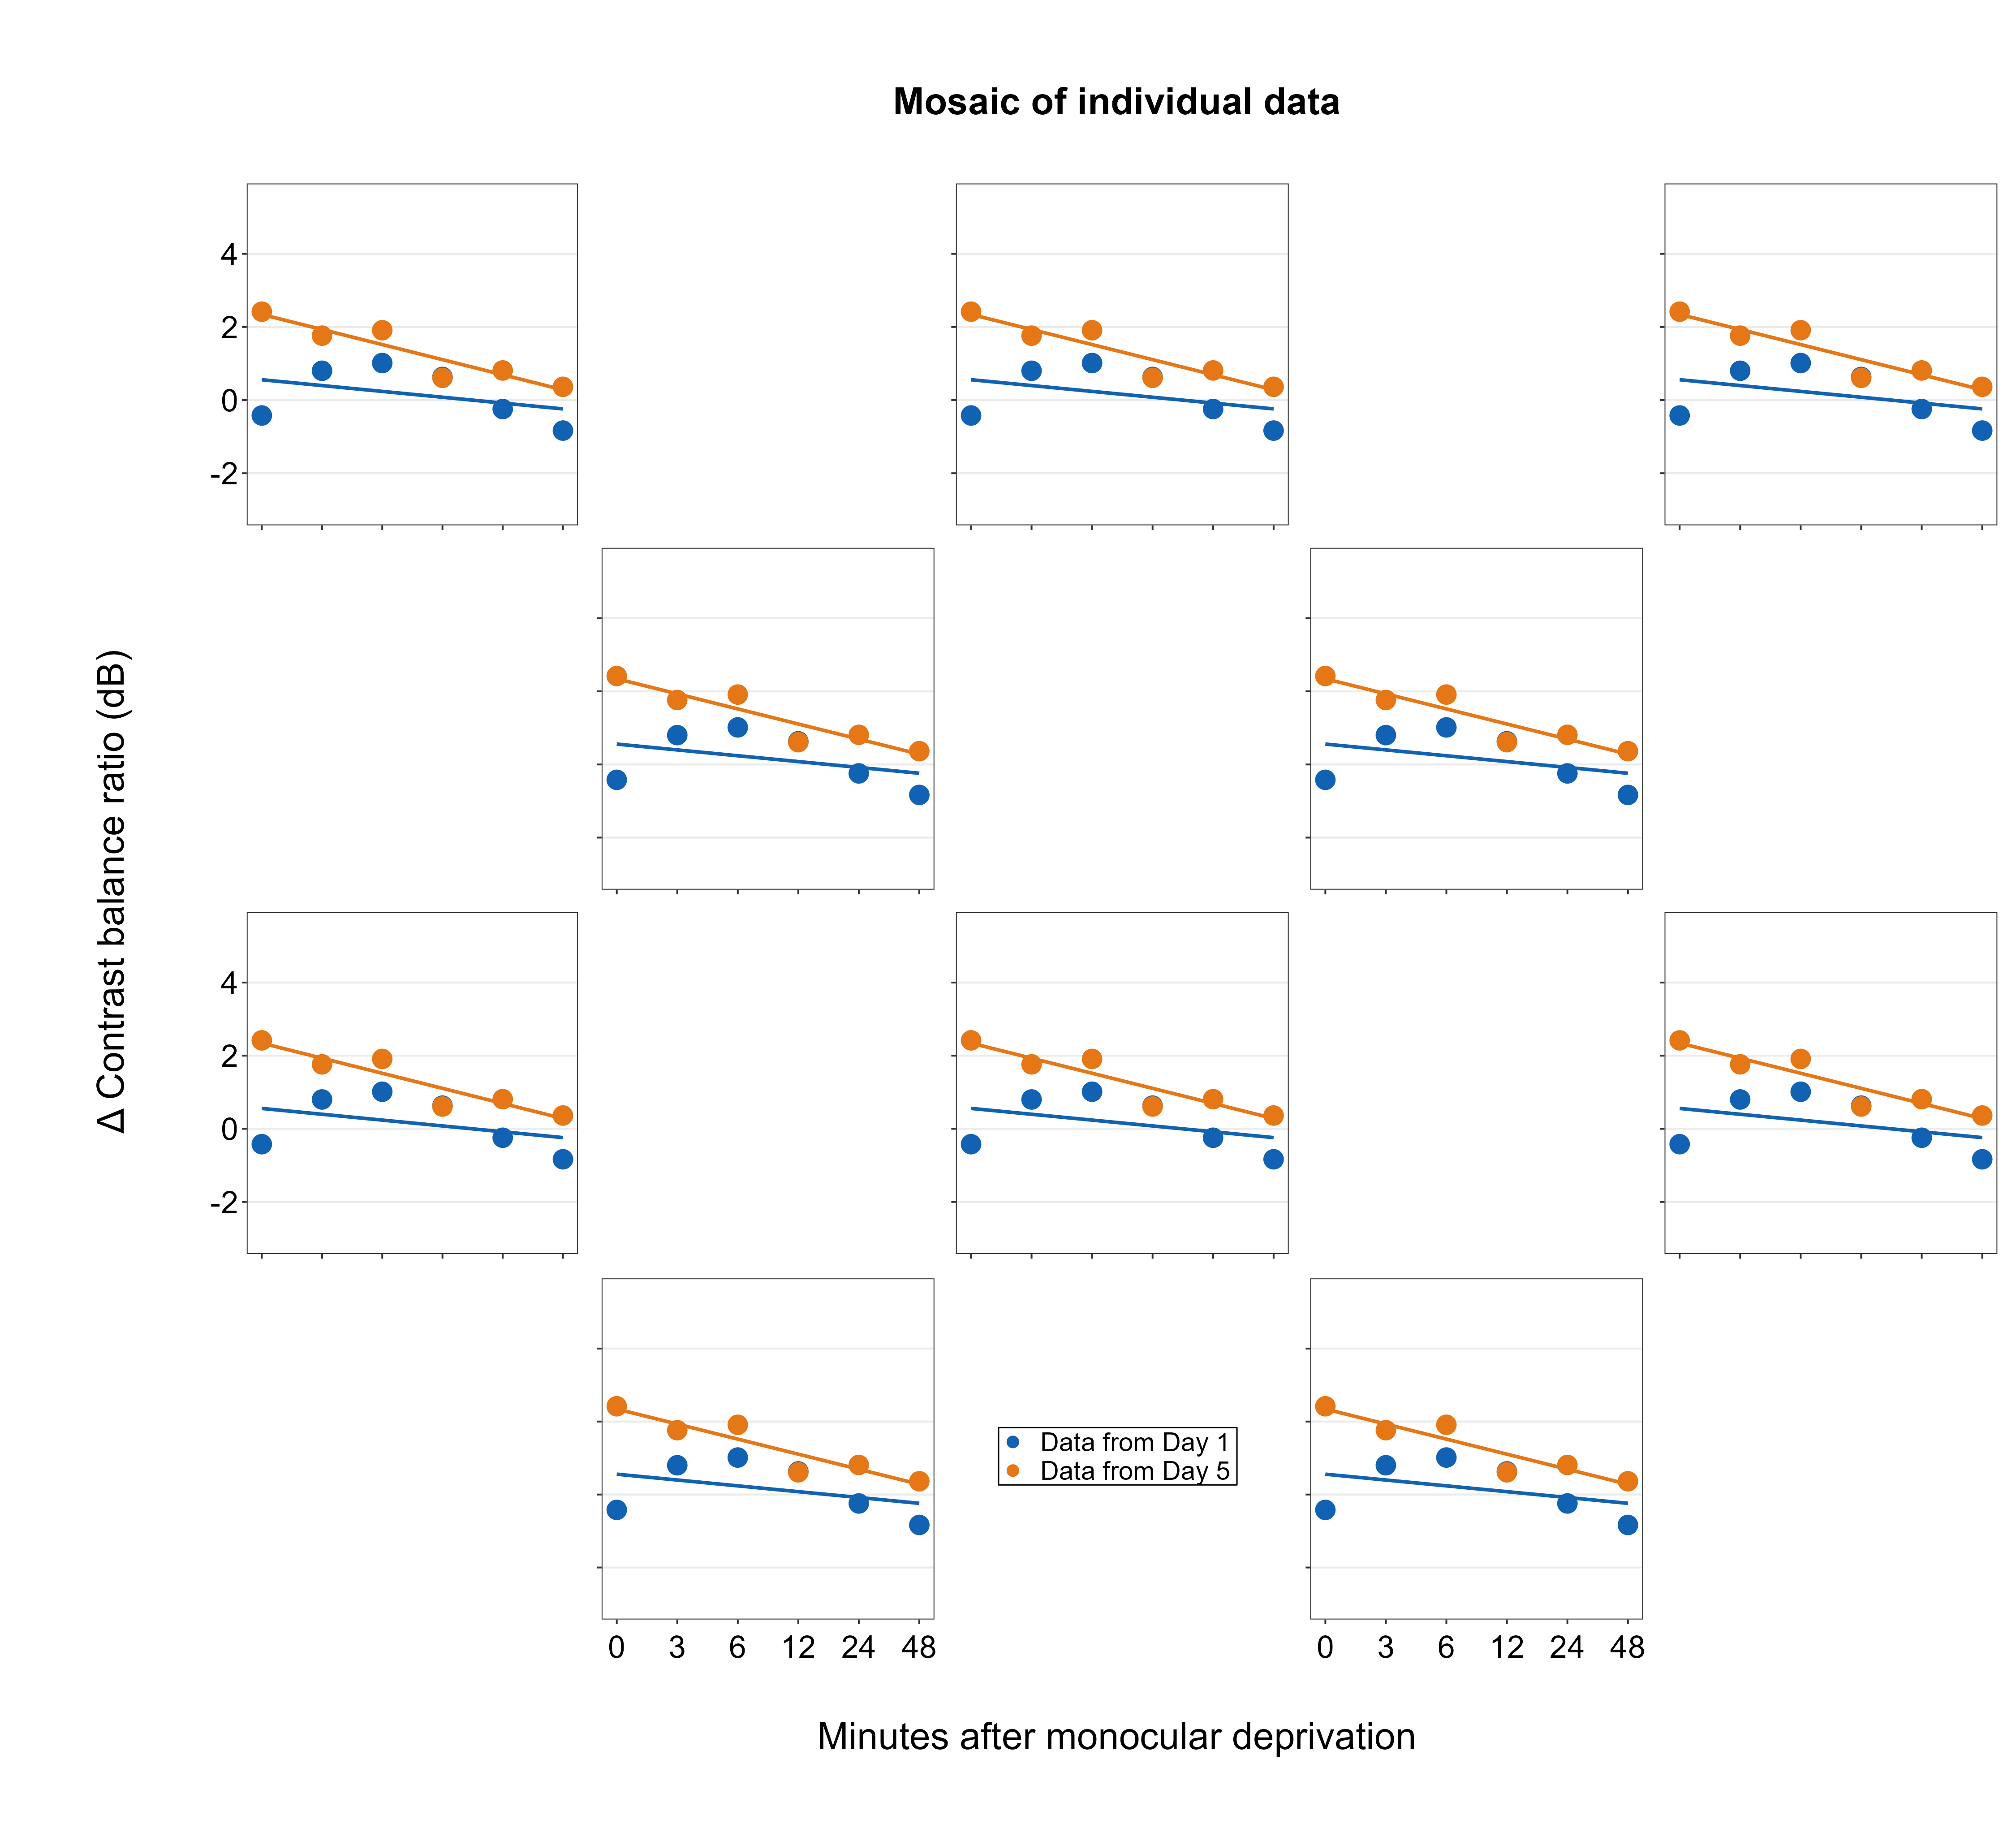 Mosaic of individual data
4
2
0
-2
Δ Contrast balance ratio (dB)
4
2
0
-2
Data from Day 1
Data from Day 5
0 3 6 12 24 48
0 3 6 12 24 48
Minutes after monocular deprivation